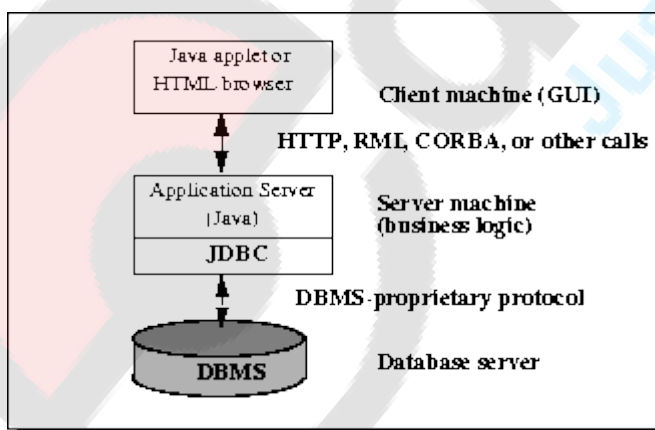 Java applet or
HTML browser
Client machine (GUI)
HTTP, RMI, CORBA, or other calls
Application Server
(Java)
Server machine
(business logic)
JDBC
DBMS-proprietary protocol
DBMS
Database server